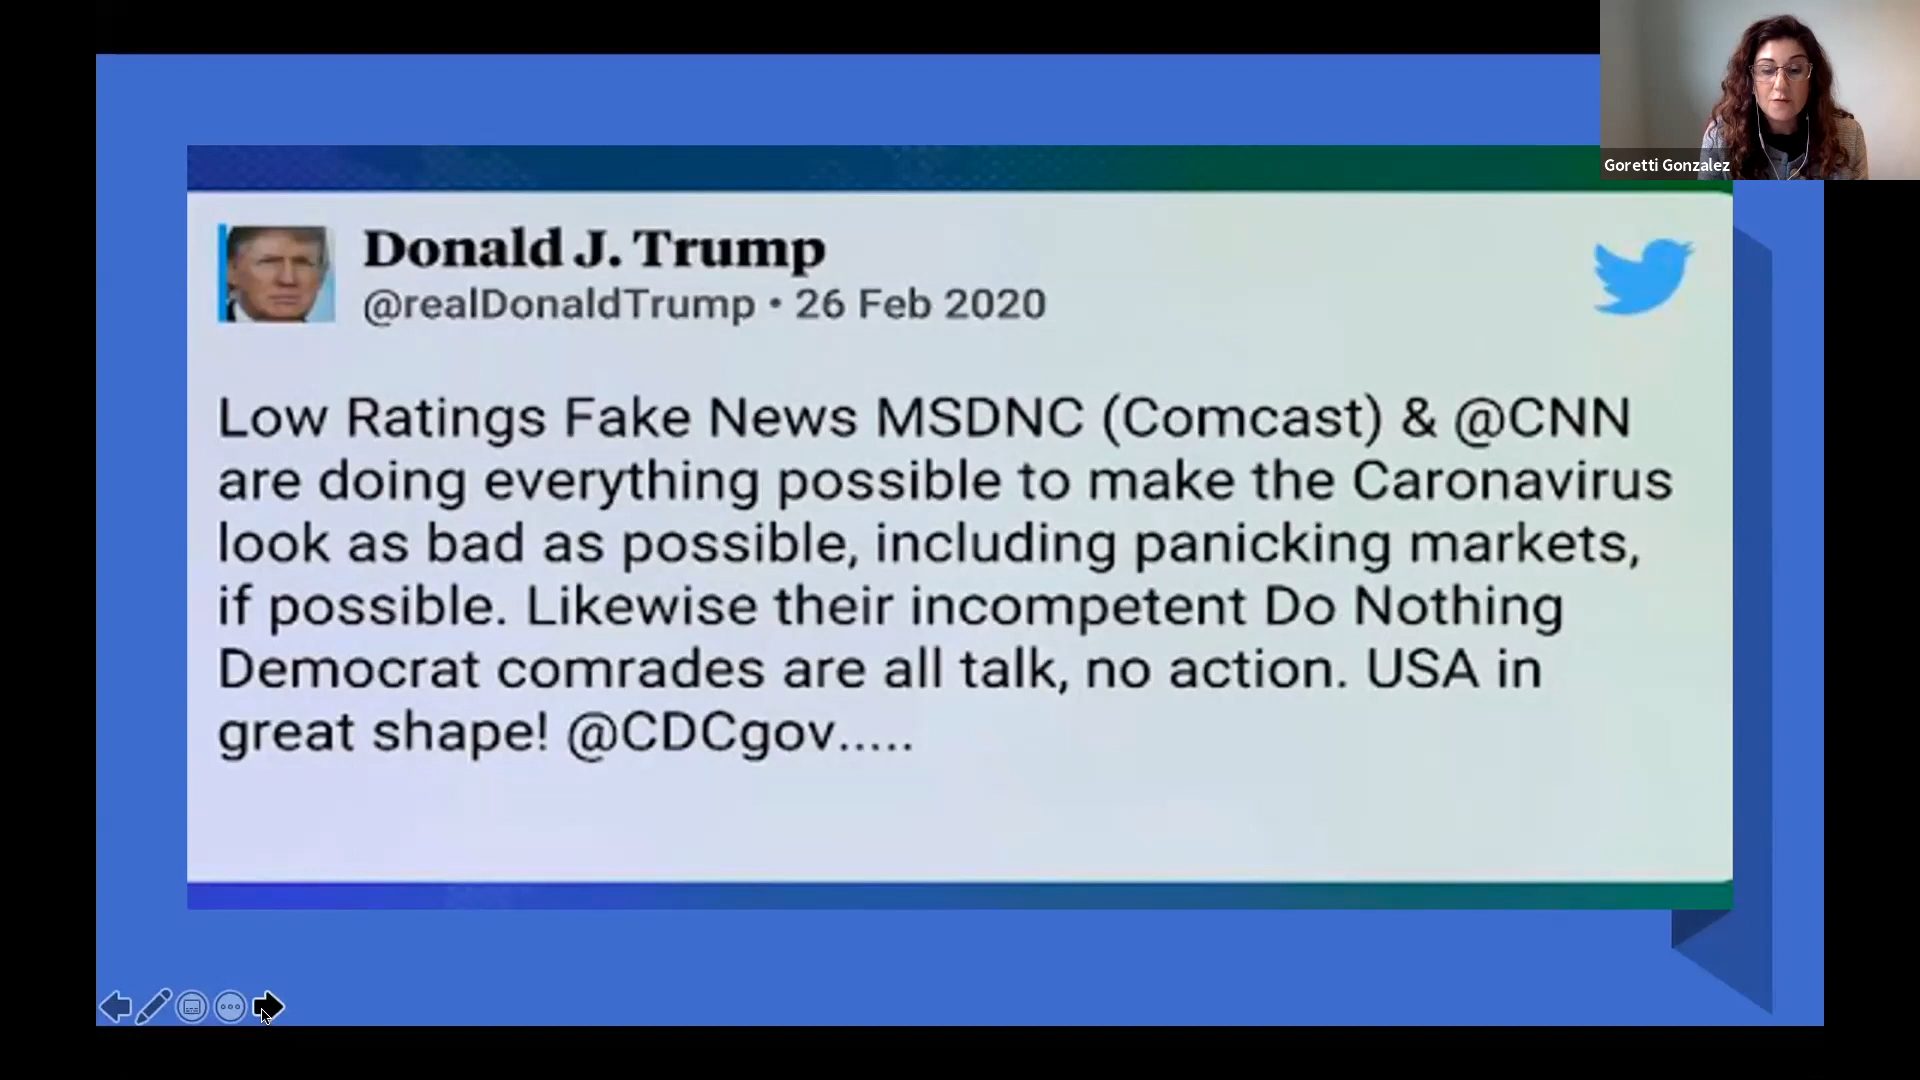 Goretti Gonzalez
Donald J. Trump
@realDonaldTrump • 26 Feb 2020
Low Ratings Fake News MSDNC (Comcast) & @CNN
are doing everything possible to make the Caronavirus
look as bad as possible, including panicking markets,
if possible. Likewise their incompetent Do Nothing
Democrat comrades are all talk, no action. USA in
great shape! @CDCgov.....